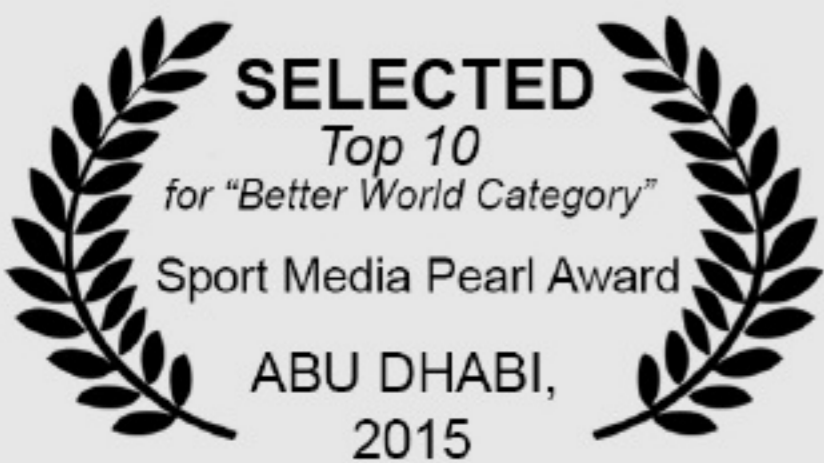 SELECTED
Top 10
for “Better World Category”
Sport Media Pearl Award
ABU DHABI,
2015